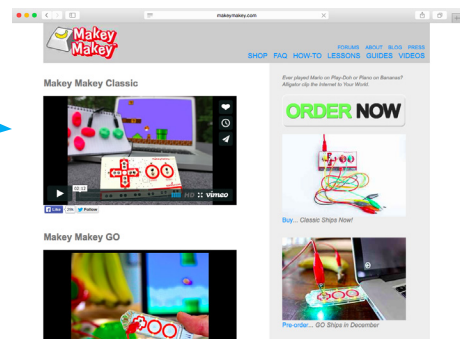 makeymakey.com
Makey
Makey
FORUMS ABOUT BLOG PRESS
SHOP FAQ HOW-TO LESSONS GUIDES VIDEOS
Makey Makey Classic
Ever played Mario on Play-Doh or Piano on Bananas?
Alligator clip the Internet to Your World.
ORDER NOW
HD vimeo
Like
Follow
Buy... Classic Ships Now!
Makey Makey GO
Pre-order... GO Ships in December